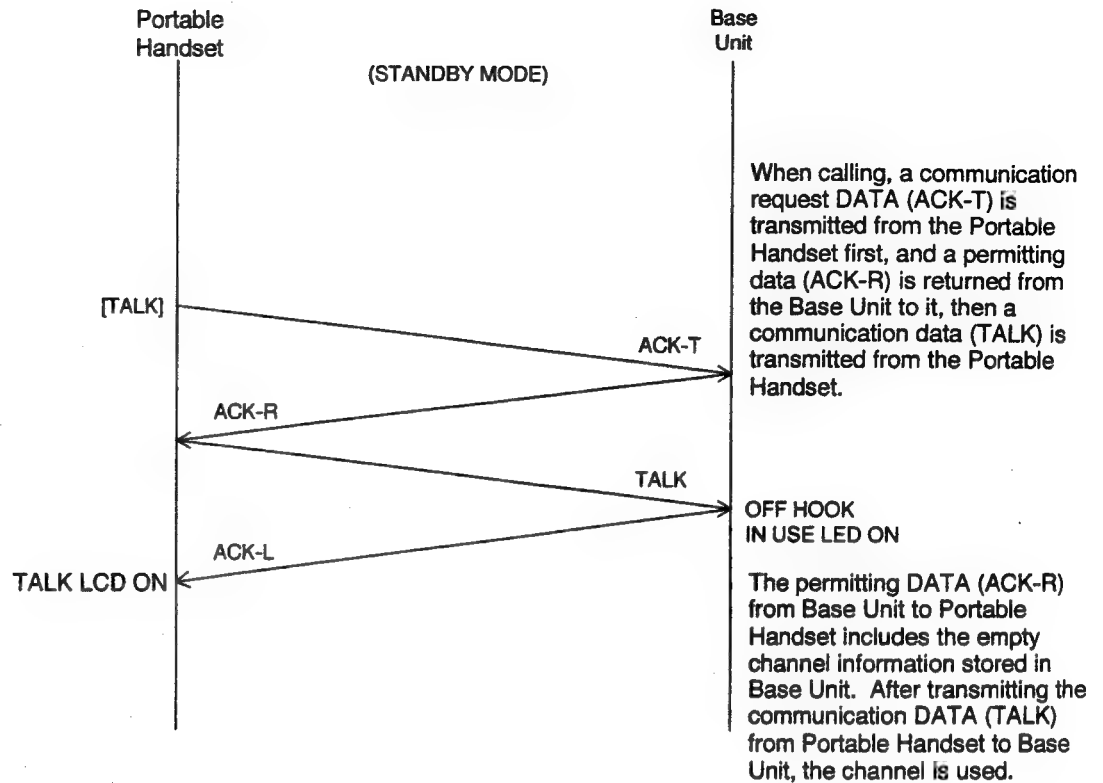 Portable
Handset
Base
Unit
(STANDBY MODE)
When calling, a communication
request DATA (ACK-T) is
transmitted from the Portable
Handset first, and a permitting
data (ACK-R) is returned from
the Base Unit to it, then a
communication data (TALK) is
transmitted from the Portable
Handset.
[TALK]
ACK-T
ACK-R
TALK
OFF HOOK
IN USE LED ON
ACK-L
TALK LCD ON
The permitting DATA (ACK-R)
from Base Unit to Portable
Handset includes the empty
channel information stored in
Base Unit. After transmitting the
communication DATA (TALK)
from Portable Handset to Base
Unit, the channel is used.